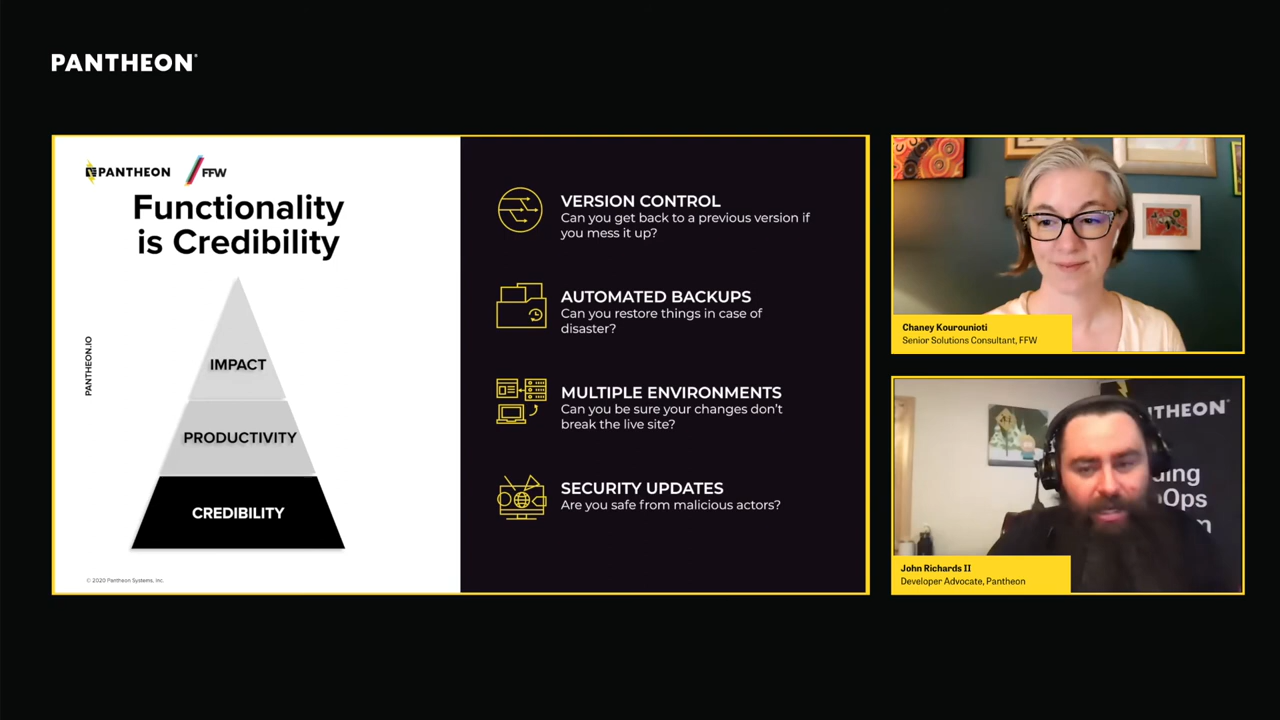 PANTHEON
PANTHEON
FFW
Functionality
is Credibility
PANTHEON.IO
IMPACT
PRODUCTIVITY
CREDIBILITY
© 2020 Pantheon Systems, Inc.
VERSION CONTROL
Can you get back to a previous version if
you mess it up?
AUTOMATED BACKUPS
Can you restore things in case of
disaster?
MULTIPLE ENVIRONMENTS
Can you be sure your changes don’t
break the live site?
SECURITY UPDATES
Are you safe from malicious actors?
Chaney Kourounioti
Senior Solutions Consultant, FFW
John Richards II
Developer Advocate, Pantheon